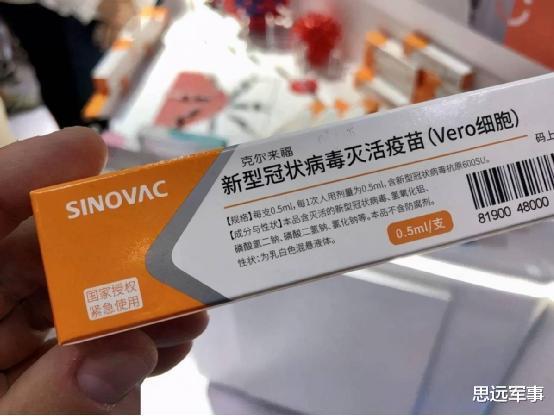 SINOVAC
国家授权
紧急使用
克尔来福
新型冠状病毒灭活疫苗(Vero细胞)
【规格】每支0.5ml,每1次人用剂量为0.5ml,含新型冠状病毒抗原600SU。
【成分与性状】本品含灭活的新型冠状病毒、氢氧化铝、
磷酸氢二钠、磷酸二氢钠、氯化钠等。本品不含防腐剂。
性状:为乳白色混悬液体。
0.5ml/支
码上
81900 48000
思远军事